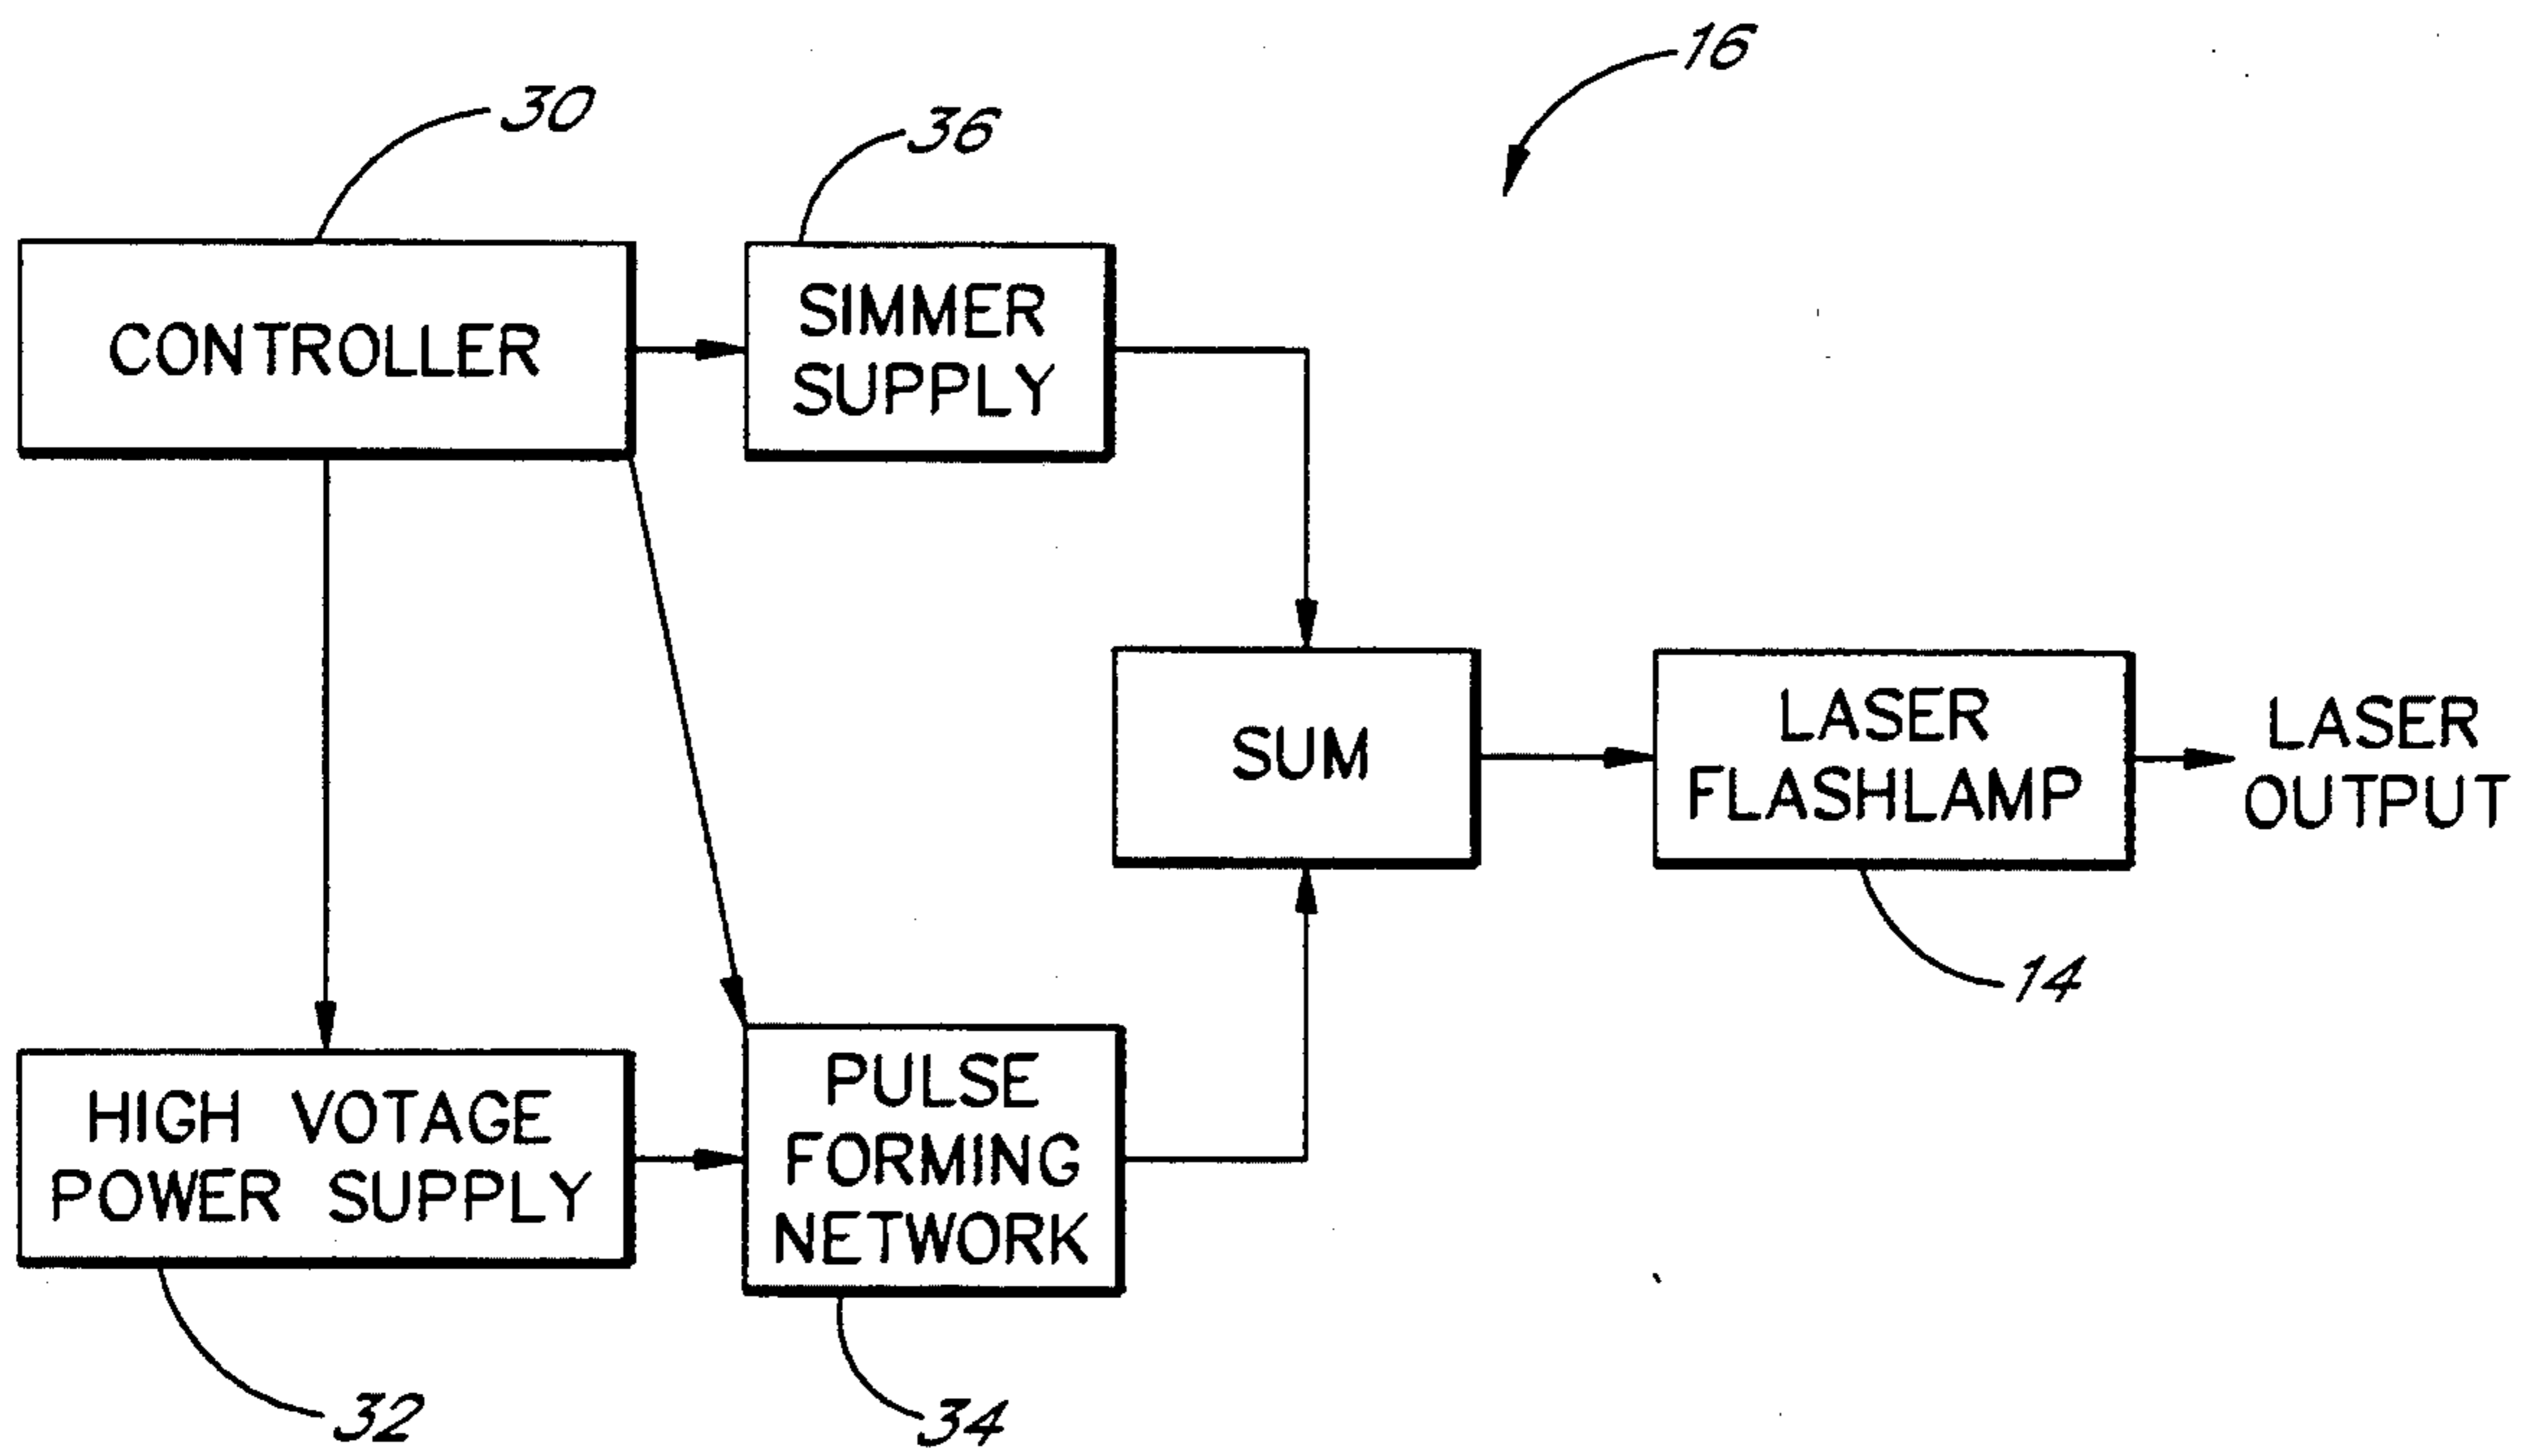 16
30
36
CONTROLLER
SIMMER
SUPPLY
SUM
LASER
FLASHLAMP
LASER
OUTPUT
14
HIGH VOTAGE
POWER SUPPLY
PULSE
FORMING
NETWORK
32
34